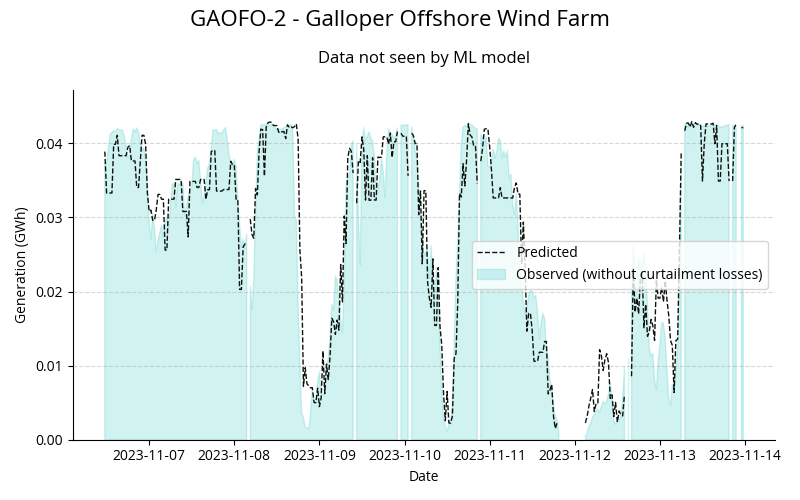 GAOFO-2 - Galloper Offshore Wind Farm
Data not seen by ML model
Generation (GWh)
0.04
0.03
0.02
0.01
0.00
Predicted
Observed (without curtailment losses)
2023-11-07 2023-11-08 2023-11-09 2023-11-10 2023-11-11 2023-11-12 2023-11-13 2023-11-14
Date